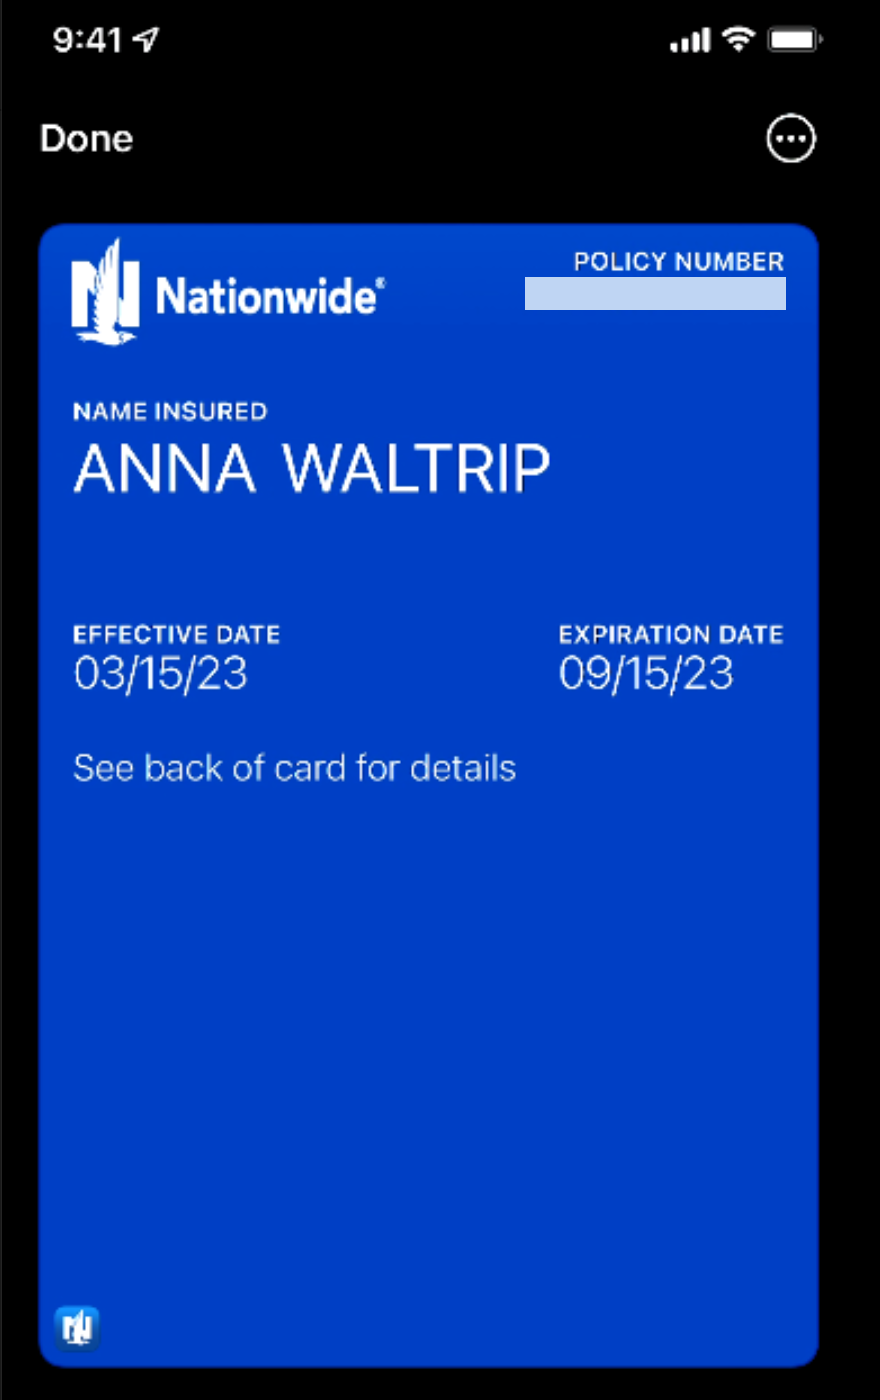 9:41
Done
Nationwide®
POLICY NUMBER
NAME INSURED
ANNA WALTRIP
EFFECTIVE DATE
EXPIRATION DATE
03/15/23
09/15/23
See back of card for details